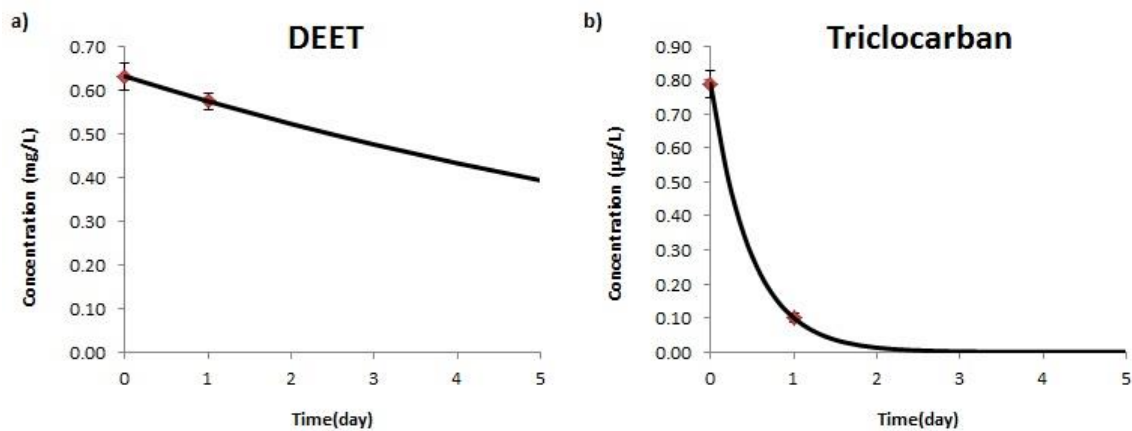 a)
DEET
Concentration (mg/L)
0.70
0.60
0.50
0.40
0.30
0.20
0.10
0.00
0 1 2 3 4 5
Time(day)
b)
Triclocarban
Concentration (µg/L)
0.90
0.80
0.70
0.60
0.50
0.40
0.30
0.20
0.10
0.00
0 1 2 3 4 5
Time(day)